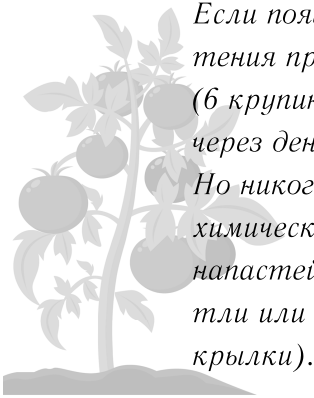 Если поя
тения пр
(6 крупин
через ден
Но никог
химическ
напастей
тли или
крылки).